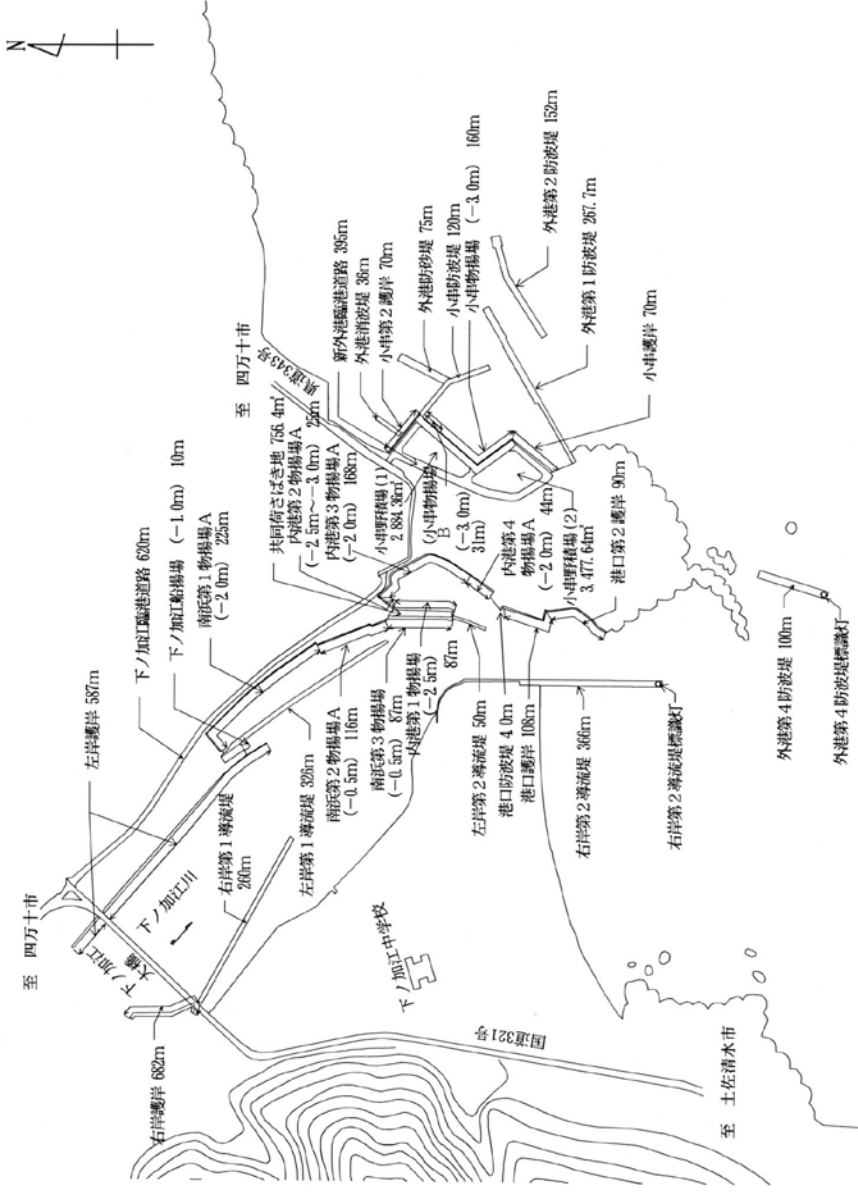 N
至 四万十市
左岸護岸 587m
下ノ加江臨港道路 620m
下ノ加江船揚場 (-1.0m) 10m
南浜第1物揚場A
(-2.0m) 225m
至 四万十市
県道343号
共同荷さばき地 756.4㎡
内港第2物揚場A
(-2.5m~-3.0m) 25m
内港第3物揚場A
(-2.0m) 168m
小串野積場(1)
2,884.36㎡
新外港臨港道路 395m
外港消波堤 36m
小串第2護岸 70m
外港防砂堤 75m
小串防波堤 120m
小串物揚場 (-3.0m) 160m
外港第2防波堤 152m
外港第1防波堤 267.7m
小串護岸 70m
(小串物揚場
B
(-3.0m)
31m)
内港第4
物揚場A
(-2.0m) 44m
小串野積場(2)
3,477.64㎡
港口第2護岸 90m
下ノ加江
大橋
下ノ加江川
右岸護岸 682m
右岸第1導流堤
260m
左岸第1導流堤 326m
南浜第2物揚場A
(-0.5m) 116m
南浜第3物揚場
(-0.5m) 87m
内港第1物揚場
(-2.5m) 87m
左岸第2導流堤 50m
港口防波堤 4.0m
港口護岸 108m
右岸第2導流堤 366m
右岸第2導流堤標識灯
外港第4防波堤 100m
外港第4防波堤標識灯
下ノ加江中学校
国道321号
至 土佐清水市